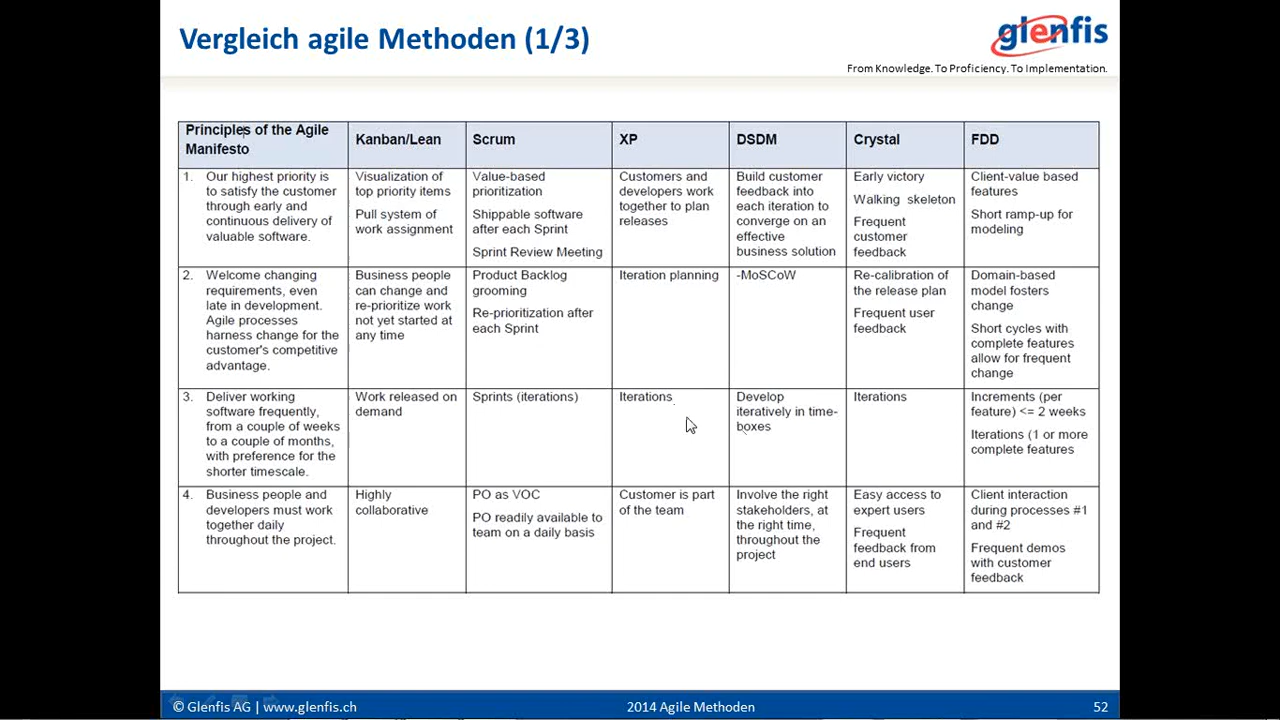 Vergleich agile Methoden (1/3)
glenfis
From Knowledge. To Proficiency. To Implementation.
Principles of the Agile
Manifesto
Kanban/Lean
Scrum
XP
DSDM
Crystal
FDD
1. Our highest priority is
to satisfy the customer
through early and
continuous delivery of
valuable software.
Visualization of
top priority items
Pull system of
work assignment
Value-based
prioritization
Shippable software
after each Sprint
Sprint Review Meeting
Customers and
developers work
together to plan
releases
Build customer
feedback into
each iteration to
converge on an
effective
business solution
Early victory
Walking skeleton
Frequent
customer
feedback
Client-value based
features
Short ramp-up for
modeling
2. Welcome changing
requirements, even
late in development.
Agile processes
harness change for the
customer's competitive
advantage.
Business people
can change and
re-prioritize work
not yet started at
any time
Product Backlog
grooming
Re-prioritization after
each Sprint
Iteration planning
-MoSCoW
Re-calibration of
the release plan
Frequent user
feedback
Domain-based
model fosters
change
Short cycles with
complete features
allow for frequent
change
3. Deliver working
software frequently,
from a couple of weeks
to a couple of months,
with preference for the
shorter timescale.
Work released on
demand
Sprints (iterations)
Iterations
Develop
iteratively in time-
boxes
Iterations
Increments (per
feature) <= 2 weeks
Iterations (1 or more
complete features
4. Business people and
developers must work
together daily
throughout the project.
Highly
collaborative
PO as VOC
PO readily available to
team on a daily basis
Customer is part
of the team
Involve the right
stakeholders, at
the right time,
throughout the
project
Easy access to
expert users
Frequent
feedback from
end users
Client interaction
during processes #1
and #2
Frequent demos
with customer
feedback
© Glenfis AG | www.glenfis.ch
2014 Agile Methoden
52